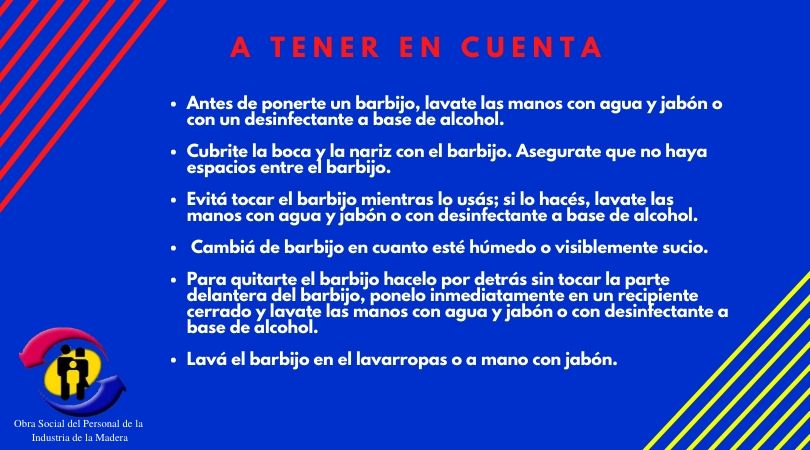 A TENER EN CUENTA
• Antes de ponerte un barbijo, lavate las manos con agua y jabón o
con un desinfectante a base de alcohol.
• Cubrite la boca y la nariz con el barbijo. Asegurate que no haya
espacios entre el barbijo.
• Evitá tocar el barbijo mientras lo usás; si lo hacés, lavate las
manos con agua y jabón o con desinfectante a base de alcohol.
• Cambiá de barbijo en cuanto esté húmedo o visiblemente sucio.
• Para quitarte el barbijo hacelo por detrás sin tocar la parte
delantera del barbijo, ponelo inmediatamente en un recipiente
cerrado y lavate las manos con agua y jabón o con desinfectante a
base de alcohol.
• Lavá el barbijo en el lavarropas o a mano con jabón.
Obra Social del Personal de la
Industria de la Madera